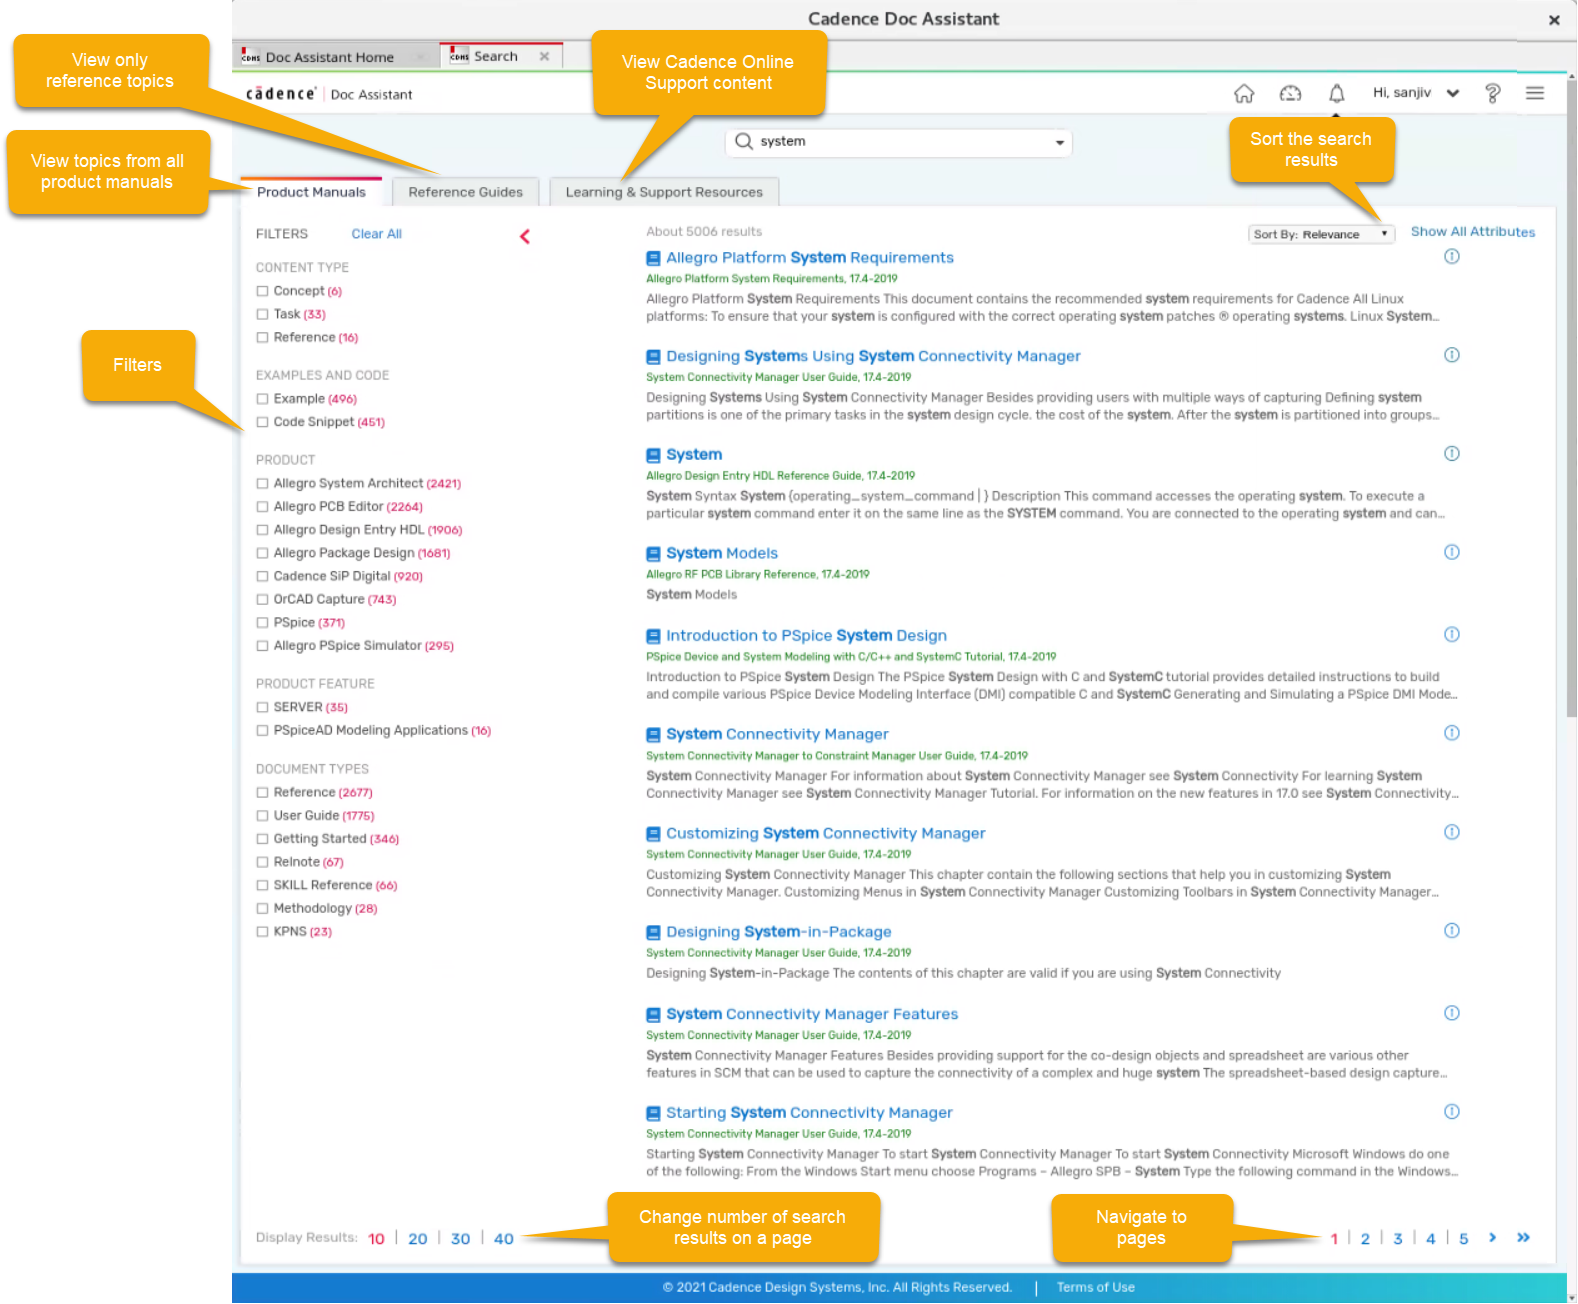 Cadence Doc Assistant
View only
reference topics
View Cadence Online
Support content
Doc Assistant Home
Search
cādence® | Doc Assistant
Hi, sanjiv
system
Sort the search
results
View topics from all
product manuals
Product Manuals
Reference Guides
Learning & Support Resources
FILTERS
Clear All
CONTENT TYPE
Concept (6)
Task (33)
Reference (16)
EXAMPLES AND CODE
Example (496)
Code Snippet (451)
Filters
PRODUCT
Allegro System Architect (2421)
Allegro PCB Editor (2264)
Allegro Design Entry HDL (1906)
Allegro Package Design (1681)
Cadence SiP Digital (920)
OrCAD Capture (743)
PSpice (371)
Allegro PSpice Simulator (295)
PRODUCT FEATURE
SERVER (35)
PSpiceAD Modeling Applications (16)
DOCUMENT TYPES
Reference (2677)
User Guide (1775)
Getting Started (346)
Relnote (67)
SKILL Reference (66)
Methodology (28)
KPNS (23)
About 5006 results
Sort By: Relevance
Show All Attributes
Allegro Platform System Requirements
Allegro Platform System Requirements, 17.4-2019
Allegro Platform System Requirements This document contains the recommended system requirements for Cadence All Linux
platforms: To ensure that your system is configured with the correct operating system patches ® operating systems. Linux System...
Designing Systems Using System Connectivity Manager
System Connectivity Manager User Guide, 17.4-2019
Designing Systems Using System Connectivity Manager Besides providing users with multiple ways of capturing Defining system
partitions is one of the primary tasks in the system design cycle. the cost of the system. After the system is partitioned into groups...
System
Allegro Design Entry HDL Reference Guide, 17.4-2019
System Syntax System {operating_system_command | } Description This command accesses the operating system. To execute a
particular system command enter it on the same line as the SYSTEM command. You are connected to the operating system and can...
System Models
Allegro RF PCB Library Reference, 17.4-2019
System Models
Introduction to PSpice System Design
PSpice Device and System Modeling with C/C++ and SystemC Tutorial, 17.4-2019
Introduction to PSpice System Design The PSpice System Design with C and SystemC tutorial provides detailed instructions to build
and compile various PSpice Device Modeling Interface (DMI) compatible C and SystemC Generating and Simulating a PSpice DMI Mode...
System Connectivity Manager
System Connectivity Manager to Constraint Manager User Guide, 17.4-2019
System Connectivity Manager For information about System Connectivity Manager see System Connectivity For learning System
Connectivity Manager see System Connectivity Manager Tutorial. For information on the new features in 17.0 see System Connectivity...
Customizing System Connectivity Manager
System Connectivity Manager User Guide, 17.4-2019
Customizing System Connectivity Manager This chapter contain the following sections that help you in customizing System
Connectivity Manager. Customizing Menus in System Connectivity Manager Customizing Toolbars in System Connectivity Manager...
Designing System-in-Package
System Connectivity Manager User Guide, 17.4-2019
Designing System-in-Package The contents of this chapter are valid if you are using System Connectivity
System Connectivity Manager Features
System Connectivity Manager User Guide, 17.4-2019
System Connectivity Manager Features Besides providing support for the co-design objects and spreadsheet are various other
features in SCM that can be used to capture the connectivity of a complex and huge system The spreadsheet-based design capture...
Starting System Connectivity Manager
System Connectivity Manager User Guide, 17.4-2019
Starting System Connectivity Manager To start System Connectivity Manager To start System Connectivity Microsoft Windows do one
of the following: From the Windows Start menu choose Programs – Allegro SPB – System Type the following command in the Windows...
Display Results: 10 | 20 | 30 | 40
Change number of search
results on a page
Navigate to
pages
1 | 2 | 3 | 4 | 5 > »
© 2021 Cadence Design Systems, Inc. All Rights Reserved. | Terms of Use